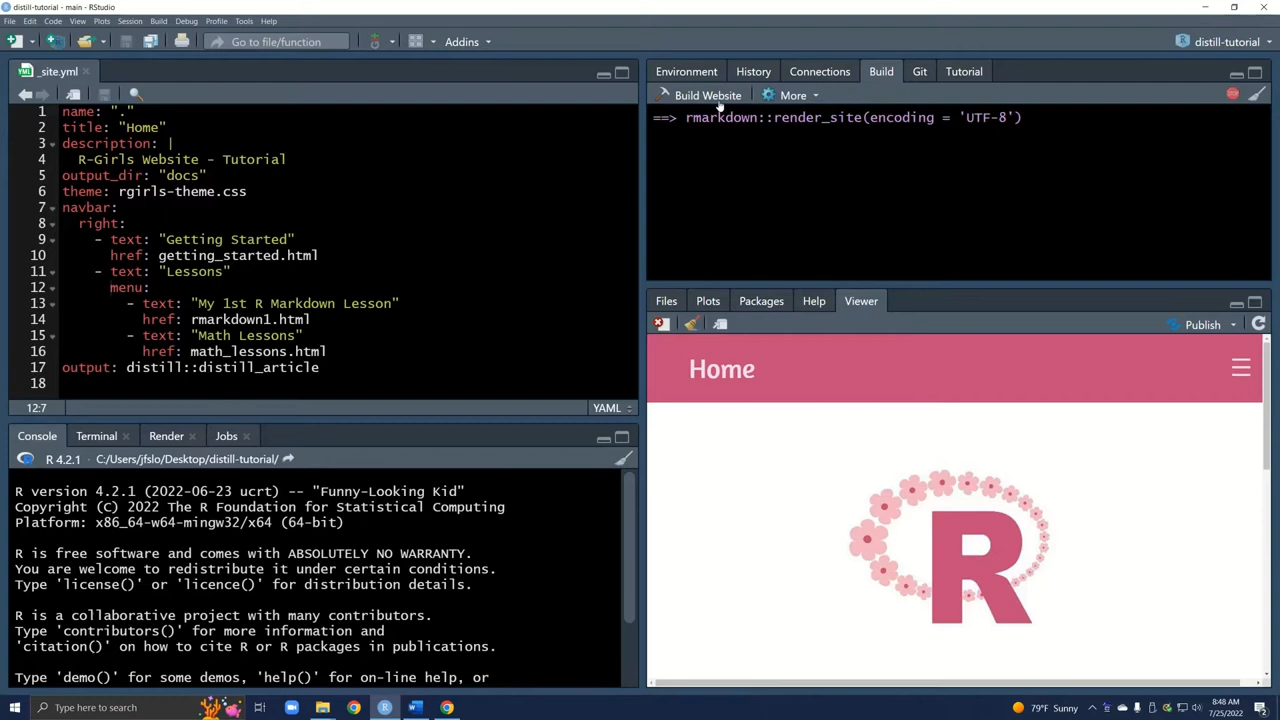 distill-tutorial - main - RStudio
File Edit Code View Plots Session Build Debug Profile Tools Help
Go to file/function Addins distill-tutorial
_site.yml
1 name: "."
2 title: "Home"
3 description: |
4 R-Girls Website - Tutorial
5 output_dir: "docs"
6 theme: rgirls-theme.css
7 navbar:
8 right:
9 - text: "Getting Started"
10 href: getting_started.html
11 - text: "Lessons"
12 menu:
13 - text: "My 1st R Markdown Lesson"
14 href: rmarkdown1.html
15 - text: "Math Lessons"
16 href: math_lessons.html
17 output: distill::distill_article
18
12:7 YAML
Console Terminal Render Jobs
R 4.2.1 · C:/Users/jfslo/Desktop/distill-tutorial/
R version 4.2.1 (2022-06-23 ucrt) -- "Funny-Looking Kid"
Copyright (C) 2022 The R Foundation for Statistical Computing
Platform: x86_64-w64-mingw32/x64 (64-bit)
R is free software and comes with ABSOLUTELY NO WARRANTY.
You are welcome to redistribute it under certain conditions.
Type 'license()' or 'licence()' for distribution details.
R is a collaborative project with many contributors.
Type 'contributors()' for more information and
'citation()' on how to cite R or R packages in publications.
Type 'demo()' for some demos, 'help()' for on-line help, or
Environment History Connections Build Git Tutorial
Build Website More
==> rmarkdown::render_site(encoding = 'UTF-8')
Files Plots Packages Help Viewer
Publish
Home
R
Type here to search
79°F Sunny
8:48 AM
7/25/2022
2